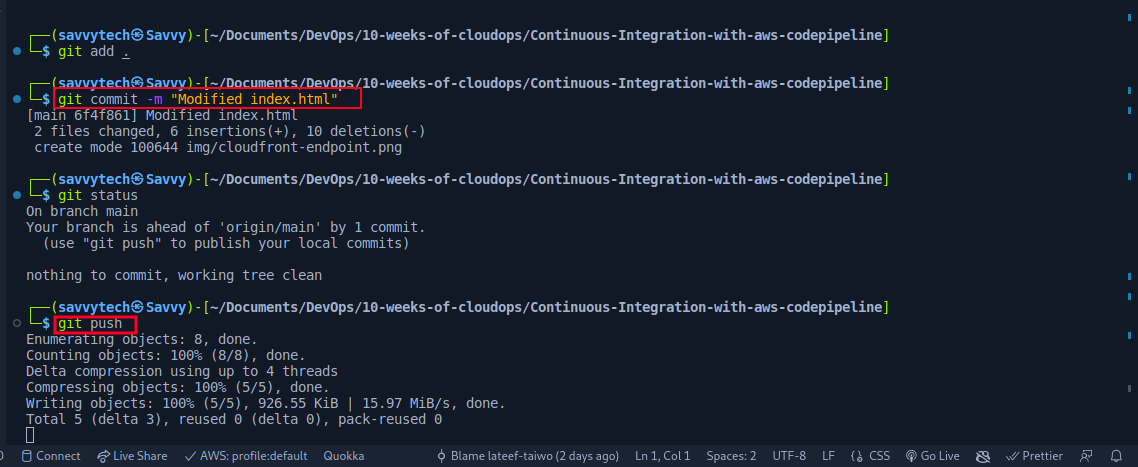 ┌──(savvytech㉿Savvy)-[~/Documents/DevOps/10-weeks-of-cloudops/Continuous-Integration-with-aws-codepipeline]
└─$ git add .
┌──(savvytech㉿Savvy)-[~/Documents/DevOps/10-weeks-of-cloudops/Continuous-Integration-with-aws-codepipeline]
└─$ git commit -m "Modified index.html"
[main 6f4f861] Modified index.html
 2 files changed, 6 insertions(+), 10 deletions(-)
 create mode 100644 img/cloudfront-endpoint.png
┌──(savvytech㉿Savvy)-[~/Documents/DevOps/10-weeks-of-cloudops/Continuous-Integration-with-aws-codepipeline]
└─$ git status
On branch main
Your branch is ahead of 'origin/main' by 1 commit.
  (use "git push" to publish your local commits)
nothing to commit, working tree clean
┌──(savvytech㉿Savvy)-[~/Documents/DevOps/10-weeks-of-cloudops/Continuous-Integration-with-aws-codepipeline]
└─$ git push
Enumerating objects: 8, done.
Counting objects: 100% (8/8), done.
Delta compression using up to 4 threads
Compressing objects: 100% (5/5), done.
Writing objects: 100% (5/5), 926.55 KiB | 15.97 MiB/s, done.
Total 5 (delta 3), reused 0 (delta 0), pack-reused 0
0 Connect Live Share AWS: profile:default Quokka Blame lateef-taiwo (2 days ago) Ln 1, Col 1 Spaces: 2 UTF-8 LF CSS Go Live Prettier